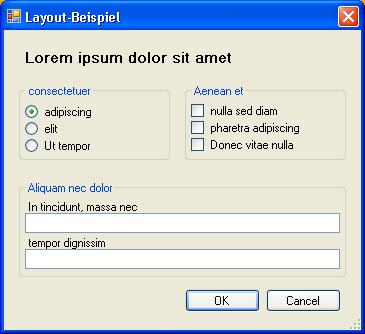 Layout-Beispiel
Lorem ipsum dolor sit amet
consectetuer
adipiscing
elit
Ut tempor
Aenean et
nulla sed diam
pharetra adipiscing
Donec vitae nulla
Aliquam nec dolor
In tincidunt, massa nec
tempor dignissim
OK
Cancel